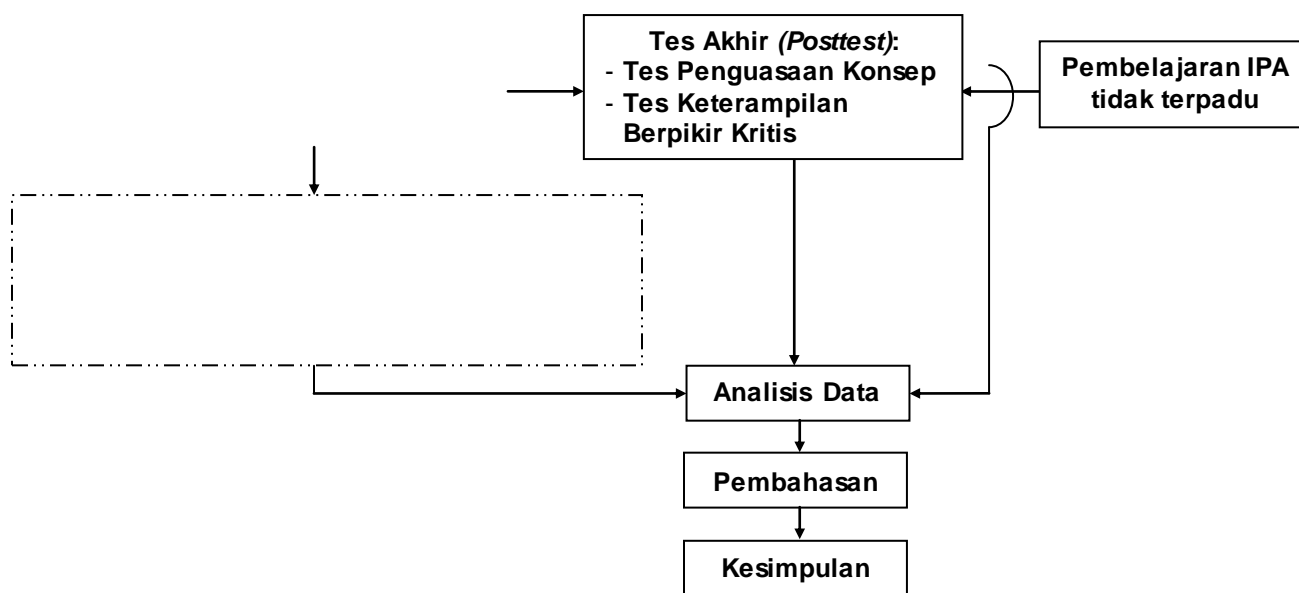 Tes Akhir (Posttest):
- Tes Penguasaan Konsep
- Tes Keterampilan
Berpikir Kritis
Pembelajaran IPA
tidak terpadu
Analisis Data
Pembahasan
Kesimpulan